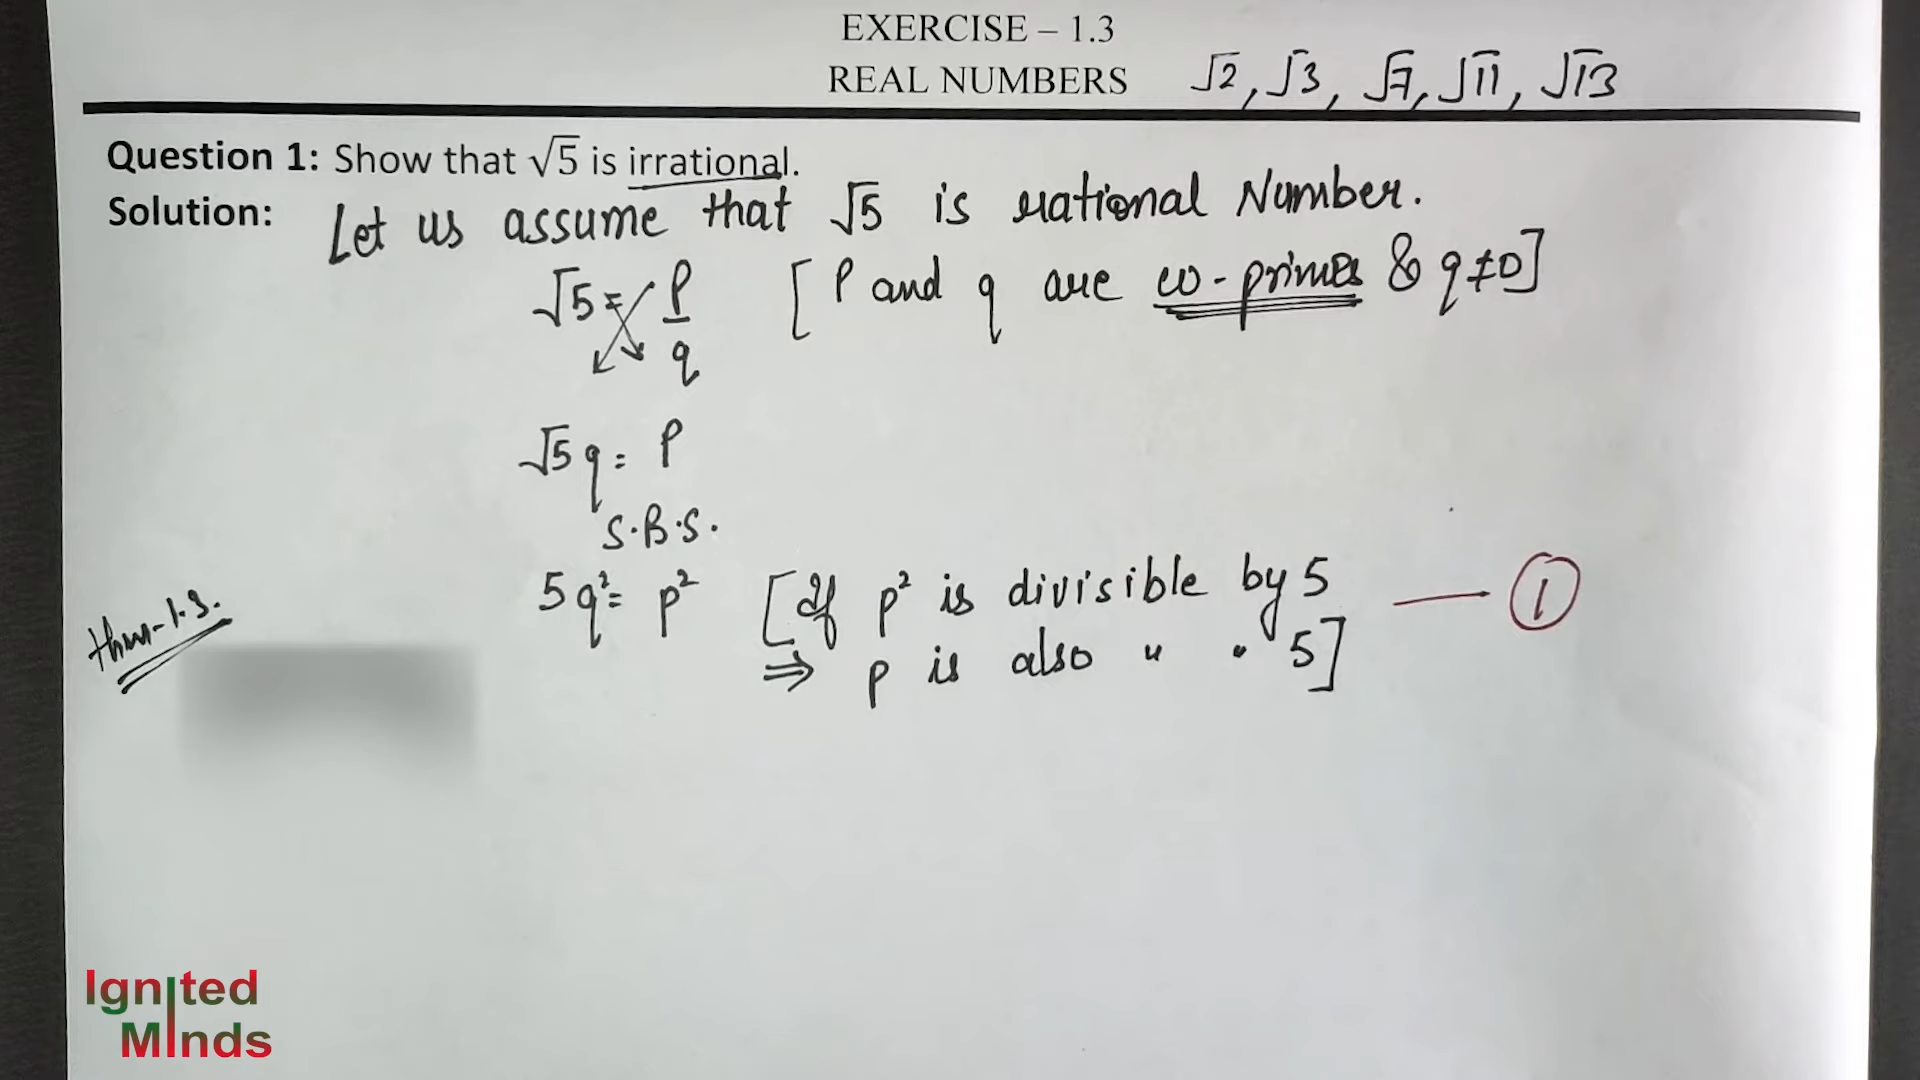 EXERCISE – 1.3
REAL NUMBERS √2, √3, √7, √11, √13
Question 1: Show that √5 is irrational.
Solution: Let us assume that √5 is rational Number.
√5 = p/q [P and q are co-primes & q≠0]
√5 q = P
S.B.S.
5q² = p² [If p² is divisible by 5 — ①
⇒ p is also " " 5]
thm-1.3.
Ignited
Minds